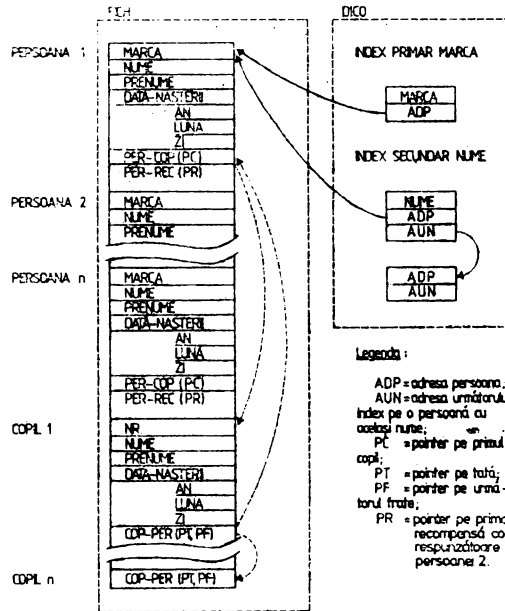 FICH
DICO
PERSOANA 1
MARCA
NUME
PRENUME
DATA-NASTERII
AN
LUNA
ZI
PER-COP (PC)
PER-REC (PR)
PERSOANA 2
MARCA
NUME
PRENUME
PERSOANA n
MARCA
NUME
PRENUME
DATA-NASTERII
AN
LUNA
ZI
PER-COP (PC)
PER-REC (PR)
COPIL 1
NR
NUME
PRENUME
DATA-NASTERII
AN
LUNA
ZI
COP-PER (PT, PF)
COPIL n
COP-PER (PT, PF)
INDEX PRIMAR MARCA
MARCA
ADP
INDEX SECUNDAR NUME
NUME
ADP
AUN
ADP
AUN
Legenda :
ADP = adresa persoana;
AUN = adresa următorulu
index pe o persoană cu
acelasi nume;
PC = pointer pe primul
copil;
PT = pointer pe tată;
PF = pointer pe urmă-
torul frate;
PR = pointer pe prima
recompensă co
respunzătoare
persoanei 2.